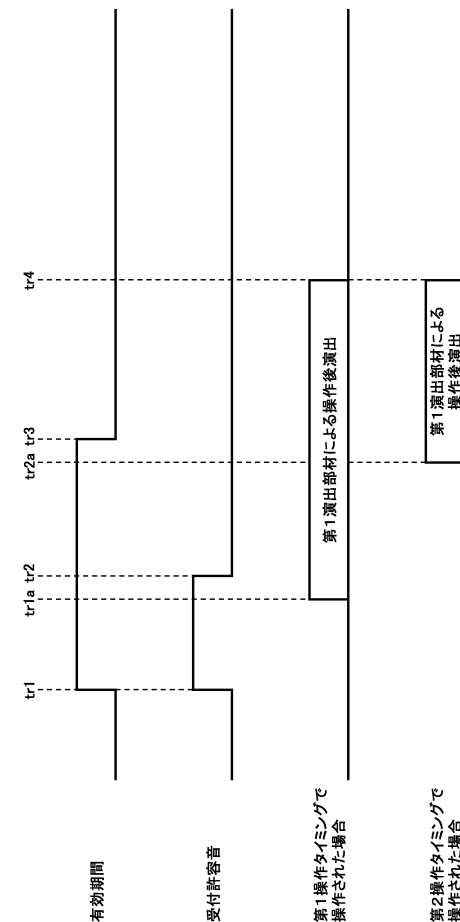 tr1
tr1a
tr2
tr2a
tr3
tr4
有効期間
受付許容音
第1操作タイミングで
操作された場合
第1演出部材による操作後演出
第2操作タイミングで
操作された場合
第1演出部材による
操作後演出